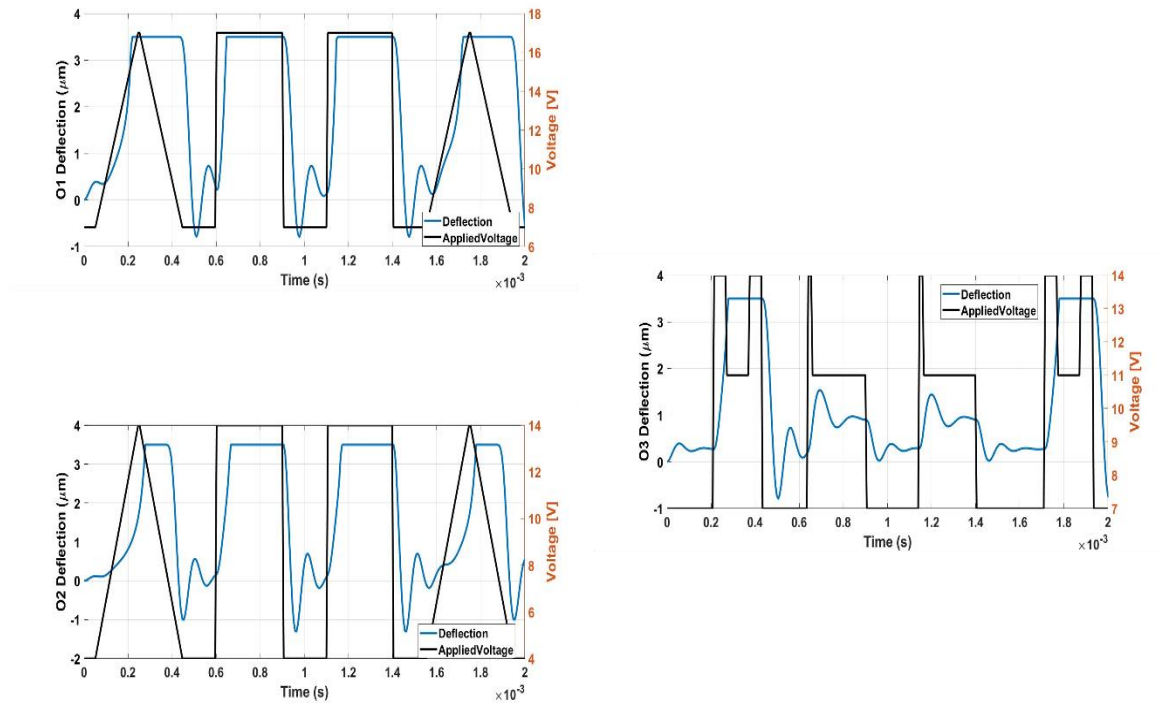 4
3
2
1
0
-1
O1 Deflection (μm)
18
16
14
12
10
8
6
Voltage [V]
Deflection
AppliedVoltage
0 0.2 0.4 0.6 0.8 1 1.2 1.4 1.6 1.8 2
Time (s)
×10⁻³
4
3
2
1
0
-1
-2
O2 Deflection (μm)
14
12
10
8
6
4
Voltage [V]
Deflection
AppliedVoltage
0 0.2 0.4 0.6 0.8 1 1.2 1.4 1.6 1.8 2
Time (s)
×10⁻³
4
3
2
1
0
-1
O3 Deflection (μm)
14
13
12
11
10
9
8
7
Voltage [V]
Deflection
AppliedVoltage
0 0.2 0.4 0.6 0.8 1 1.2 1.4 1.6 1.8 2
Time (s)
×10⁻³